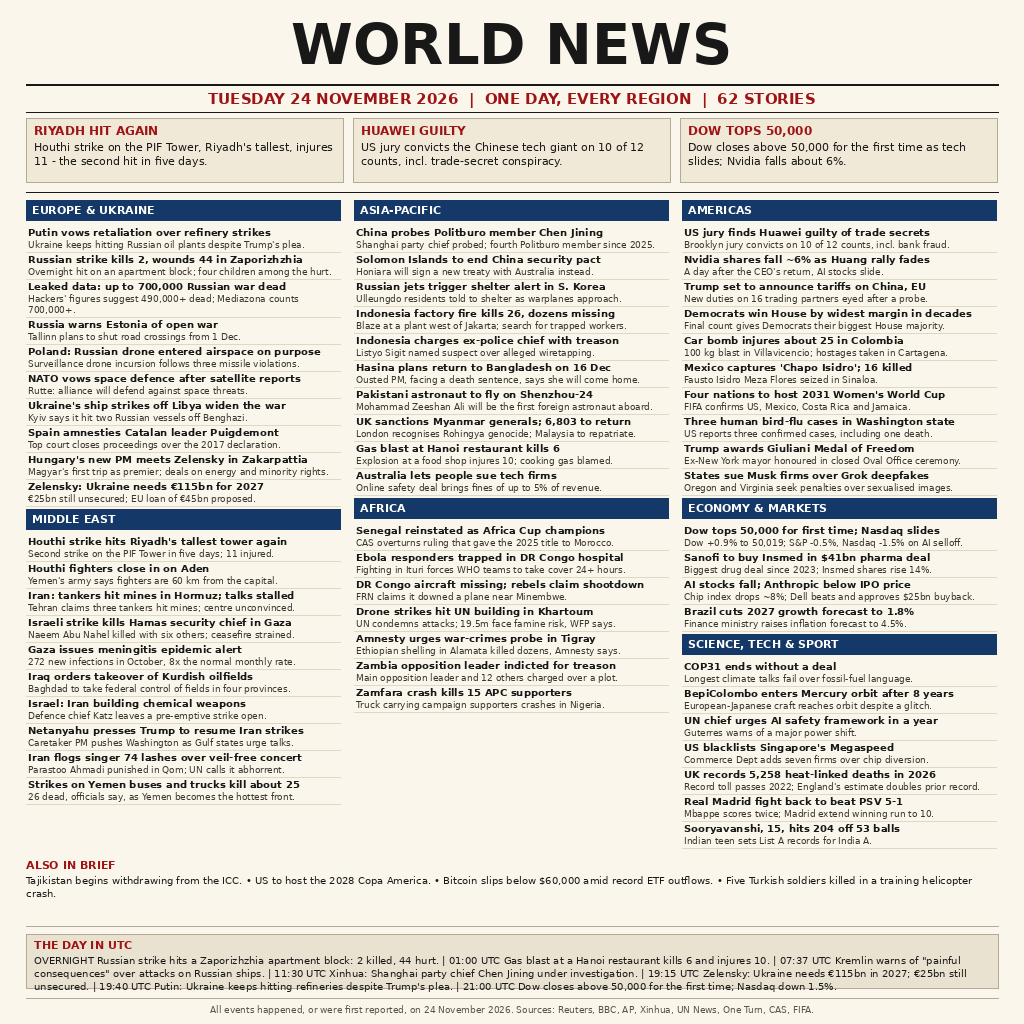 WORLD NEWS
TUESDAY 24 NOVEMBER 2026 | ONE DAY, EVERY REGION | 62 STORIES
RIYADH HIT AGAIN
Houthi strike on the PIF Tower, Riyadh's tallest, injures
11 - the second hit in five days.
HUAWEI GUILTY
US jury convicts the Chinese tech giant on 10 of 12
counts, incl. trade-secret conspiracy.
DOW TOPS 50,000
Dow closes above 50,000 for the first time as tech
slides; Nvidia falls about 6%.
EUROPE & UKRAINE
Putin vows retaliation over refinery strikes
Ukraine keeps hitting Russian oil plants despite Trump's plea.
Russian strike kills 2, wounds 44 in Zaporizhzhia
Overnight hit on an apartment block; four children among the hurt.
Leaked data: up to 700,000 Russian war dead
Hackers' figures suggest 490,000+ dead; Mediazona counts
700,000+.
Russia warns Estonia of open war
Tallinn plans to shut road crossings from 1 Dec.
Poland: Russian drone entered airspace on purpose
Surveillance drone incursion follows three missile violations.
NATO vows space defence after satellite reports
Rutte: alliance will defend against space threats.
Ukraine's ship strikes off Libya widen the war
Kyiv says it hit two Russian vessels off Benghazi.
Spain amnesties Catalan leader Puigdemont
Top court closes proceedings over the 2017 declaration.
Hungary's new PM meets Zelensky in Zakarpattia
Magyar's first trip as premier; deals on energy and minority rights.
Zelensky: Ukraine needs €115bn for 2027
€25bn still unsecured; EU loan of €45bn proposed.
MIDDLE EAST
Houthi strike hits Riyadh's tallest tower again
Second strike on the PIF Tower in five days; 11 injured.
Houthi fighters close in on Aden
Yemen's army says fighters are 60 km from the capital.
Iran: tankers hit mines in Hormuz; talks stalled
Tehran claims three tankers hit mines; centre unconvinced.
Israeli strike kills Hamas security chief in Gaza
Naeem Abu Nahel killed with six others; ceasefire strained.
Gaza issues meningitis epidemic alert
272 new infections in October, 8x the normal monthly rate.
Iraq orders takeover of Kurdish oilfields
Baghdad to take federal control of fields in four provinces.
Israel: Iran building chemical weapons
Defence chief Katz leaves a pre-emptive strike open.
Netanyahu presses Trump to resume Iran strikes
Caretaker PM pushes Washington as Gulf states urge talks.
Iran flogs singer 74 lashes over veil-free concert
Parastoo Ahmadi punished in Qom; UN calls it abhorrent.
Strikes on Yemen buses and trucks kill about 25
26 dead, officials say, as Yemen becomes the hottest front.
ASIA-PACIFIC
China probes Politburo member Chen Jining
Shanghai party chief probed; fourth Politburo member since 2025.
Solomon Islands to end China security pact
Honiara will sign a new treaty with Australia instead.
Russian jets trigger shelter alert in S. Korea
Ulleungdo residents told to shelter as warplanes approach.
Indonesia factory fire kills 26, dozens missing
Blaze at a plant west of Jakarta; search for trapped workers.
Indonesia charges ex-police chief with treason
Listyo Sigit named suspect over alleged wiretapping.
Hasina plans return to Bangladesh on 16 Dec
Ousted PM, facing a death sentence, says she will come home.
Pakistani astronaut to fly on Shenzhou-24
Mohammad Zeeshan Ali will be the first foreign astronaut aboard.
UK sanctions Myanmar generals; 6,803 to return
London recognises Rohingya genocide; Malaysia to repatriate.
Gas blast at Hanoi restaurant kills 6
Explosion at a food shop injures 10; cooking gas blamed.
Australia lets people sue tech firms
Online safety deal brings fines of up to 5% of revenue.
AFRICA
Senegal reinstated as Africa Cup champions
CAS overturns ruling that gave the 2025 title to Morocco.
Ebola responders trapped in DR Congo hospital
Fighting in Ituri forces WHO teams to take cover 24+ hours.
DR Congo aircraft missing; rebels claim shootdown
FRN claims it downed a plane near Minembwe.
Drone strikes hit UN building in Khartoum
UN condemns attacks; 19.5m face famine risk, WFP says.
Amnesty urges war-crimes probe in Tigray
Ethiopian shelling in Alamata killed dozens, Amnesty says.
Zambia opposition leader indicted for treason
Main opposition leader and 12 others charged over a plot.
Zamfara crash kills 15 APC supporters
Truck carrying campaign supporters crashes in Nigeria.
AMERICAS
US jury finds Huawei guilty of trade secrets
Brooklyn jury convicts on 10 of 12 counts, incl. bank fraud.
Nvidia shares fall ~6% as Huang rally fades
A day after the CEO's return, AI stocks slide.
Trump set to announce tariffs on China, EU
New duties on 16 trading partners eyed after a probe.
Democrats win House by widest margin in decades
Final count gives Democrats their biggest House majority.
Car bomb injures about 25 in Colombia
100 kg blast in Villavicencio; hostages taken in Cartagena.
Mexico captures 'Chapo Isidro'; 16 killed
Fausto Isidro Meza Flores seized in Sinaloa.
Four nations to host 2031 Women's World Cup
FIFA confirms US, Mexico, Costa Rica and Jamaica.
Three human bird-flu cases in Washington state
US reports three confirmed cases, including one death.
Trump awards Giuliani Medal of Freedom
Ex-New York mayor honoured in closed Oval Office ceremony.
States sue Musk firms over Grok deepfakes
Oregon and Virginia seek penalties over sexualised images.
ECONOMY & MARKETS
Dow tops 50,000 for first time; Nasdaq slides
Dow +0.9% to 50,019; S&P -0.5%, Nasdaq -1.5% on AI selloff.
Sanofi to buy Insmed in $41bn pharma deal
Biggest drug deal since 2023; Insmed shares rise 14%.
AI stocks fall; Anthropic below IPO price
Chip index drops ~8%; Dell beats and approves $25bn buyback.
Brazil cuts 2027 growth forecast to 1.8%
Finance ministry raises inflation forecast to 4.5%.
SCIENCE, TECH & SPORT
COP31 ends without a deal
Longest climate talks fail over fossil-fuel language.
BepiColombo enters Mercury orbit after 8 years
European-Japanese craft reaches orbit despite a glitch.
UN chief urges AI safety framework in a year
Guterres warns of a major power shift.
US blacklists Singapore's Megaspeed
Commerce Dept adds seven firms over chip diversion.
UK records 5,258 heat-linked deaths in 2026
Record toll passes 2022; England's estimate doubles prior record.
Real Madrid fight back to beat PSV 5-1
Mbappe scores twice; Madrid extend winning run to 10.
Sooryavanshi, 15, hits 204 off 53 balls
Indian teen sets List A records for India A.
ALSO IN BRIEF
Tajikistan begins withdrawing from the ICC. • US to host the 2028 Copa America. • Bitcoin slips below $60,000 amid record ETF outflows. • Five Turkish soldiers killed in a training helicopter
crash.
THE DAY IN UTC
OVERNIGHT Russian strike hits a Zaporizhzhia apartment block: 2 killed, 44 hurt. | 01:00 UTC Gas blast at a Hanoi restaurant kills 6 and injures 10. | 07:37 UTC Kremlin warns of "painful
consequences" over attacks on Russian ships. | 11:30 UTC Xinhua: Shanghai party chief Chen Jining under investigation. | 19:15 UTC Zelensky: Ukraine needs €115bn in 2027; €25bn still
unsecured. | 19:40 UTC Putin: Ukraine keeps hitting refineries despite Trump's plea. | 21:00 UTC Dow closes above 50,000 for the first time; Nasdaq down 1.5%.
All events happened, or were first reported, on 24 November 2026. Sources: Reuters, BBC, AP, Xinhua, UN News, One Turn, CAS, FIFA.